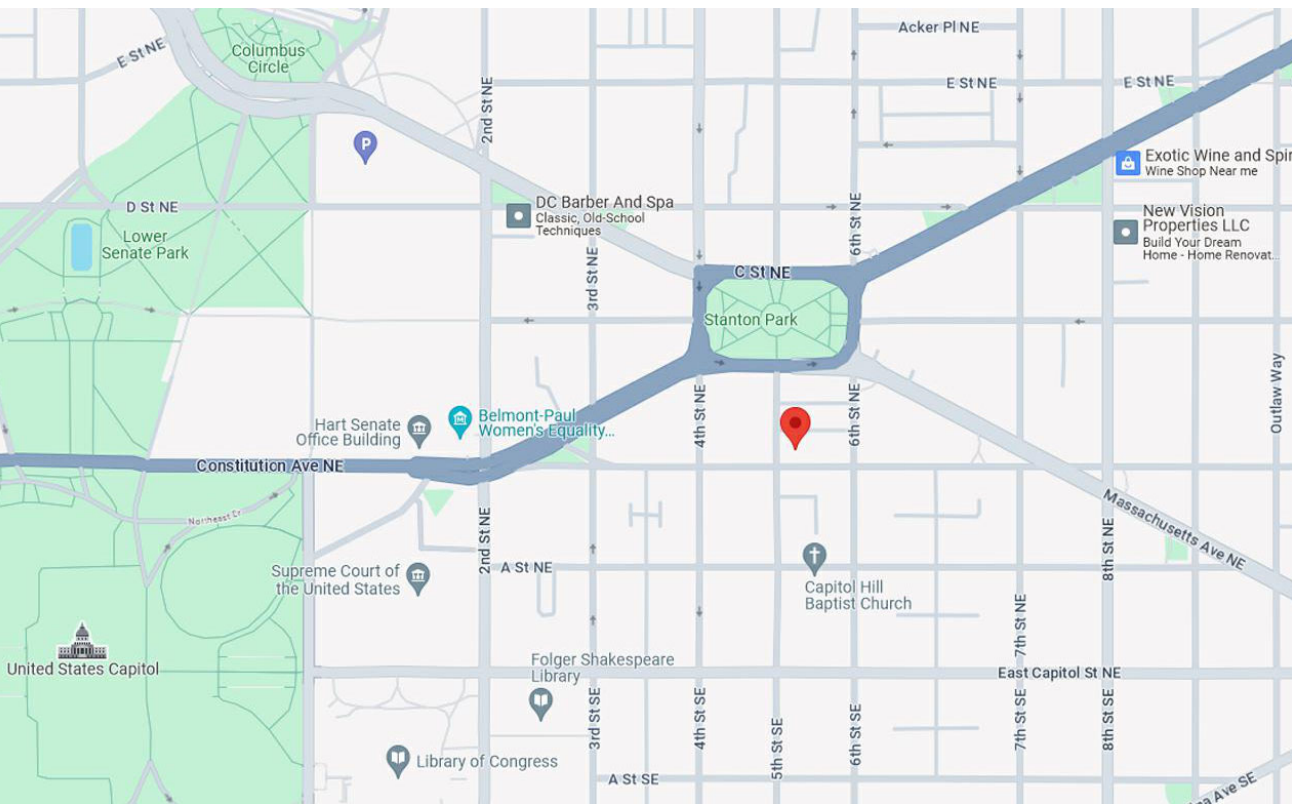 Acker Pl NE
E St NE
Columbus
Circle
E St NE
E St NE
2nd St NE
P
Exotic Wine and Spir
Wine Shop Near me
DC Barber And Spa
Classic, Old-School
Techniques
D St NE
6th St NE
New Vision
Properties LLC
Build Your Dream
Home - Home Renovat...
Lower
Senate Park
3rd St NE
C St NE
Stanton Park
Outlaw Way
4th St NE
6th St NE
Hart Senate
Office Building
Belmont-Paul
Women's Equality...
Constitution Ave NE
Northeast Dr
2nd St NE
Massachusetts Ave NE
8th St NE
A St NE
Supreme Court of
the United States
Capitol Hill
Baptist Church
7th St NE
United States Capitol
Folger Shakespeare
Library
East Capitol St NE
3rd St SE
4th St SE
5th St SE
6th St SE
7th St SE
8th St SE
Library of Congress
A St SE
Ave SE